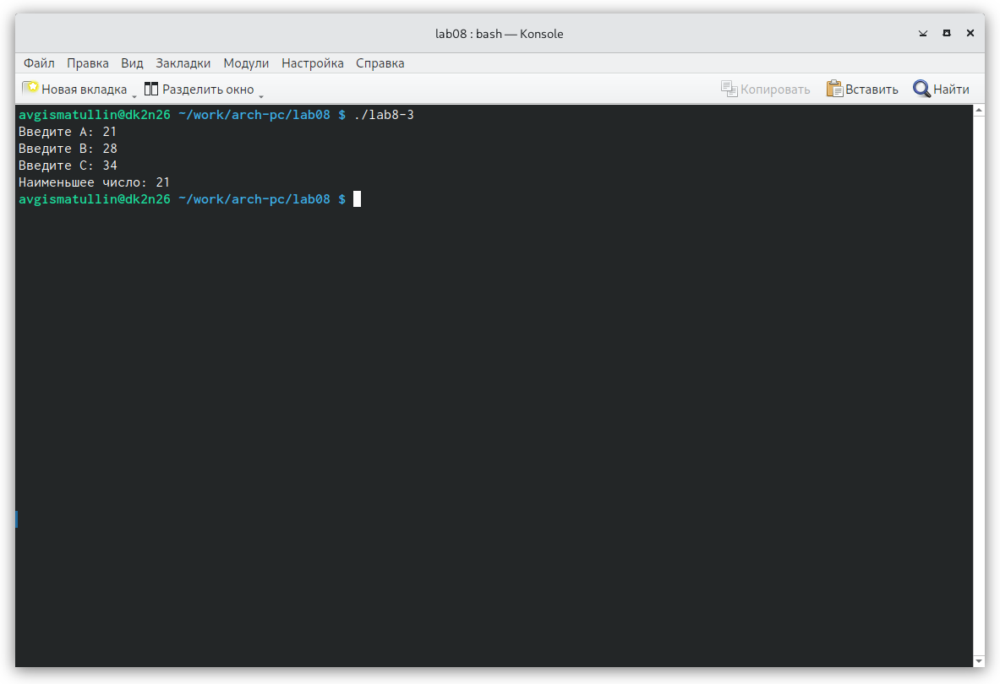 lab08 : bash — Konsole
Файл Правка Вид Закладки Модули Настройка Справка
Новая вкладка Разделить окно Копировать Вставить Найти
avgismatullin@dk2n26 ~/work/arch-pc/lab08 $ ./lab8-3
Введите A: 21
Введите B: 28
Введите C: 34
Наименьшее число: 21
avgismatullin@dk2n26 ~/work/arch-pc/lab08 $